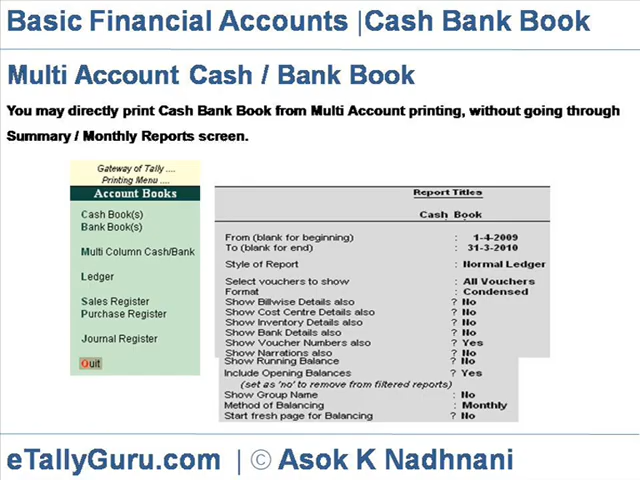 Basic Financial Accounts |Cash Bank Book
Multi Account Cash / Bank Book
You may directly print Cash Bank Book from Multi Account printing, without going through
Summary / Monthly Reports screen.
Gateway of Tally ....
Printing Menu ....
Account Books
Cash Book(s)
Bank Book(s)
Multi Column Cash/Bank
Ledger
Sales Register
Purchase Register
Journal Register
Quit
Report Titles
Cash Book
From (blank for beginning) : 1-4-2009
To (blank for end) : 31-3-2010
Style of Report : Normal Ledger
Select vouchers to show : All Vouchers
Format : Condensed
Show Billwise Details also ? No
Show Cost Centre Details also ? No
Show Inventory Details also ? No
Show Bank Details also ? No
Show Voucher Numbers also ? Yes
Show Narrations also ? No
Show Running Balance ? No
Include Opening Balances ? Yes
(set as 'no' to remove from filtered reports)
Show Group Name : No
Method of Balancing : Monthly
Start fresh page for Balancing ? No
eTallyGuru.com | © Asok K Nadhnani